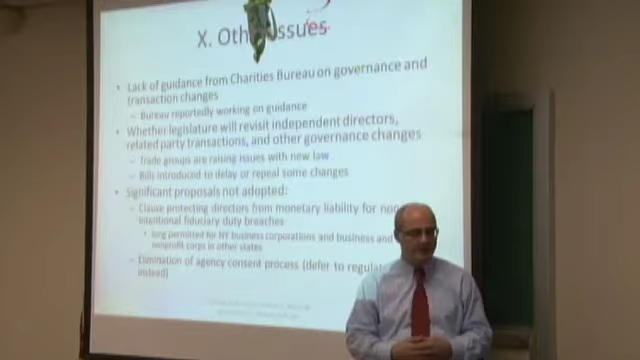 X. Oth ssues
• Lack of guidance from Charities Bureau on governance and
transaction changes
– Bureau reportedly working on guidance
• Whether legislature will revisit independent directors,
related party transactions, and other governance changes
– Trade groups are raising issues with new law
– Bills introduced to delay or repeal some changes
• Significant proposals not adopted:
– Clause protecting directors from monetary liability for non
intentional fiduciary duty breaches
• long permitted for NY business corporations and business and
nonprofit corps in other states
– Elimination of agency consent process (defer to regulat
instead)